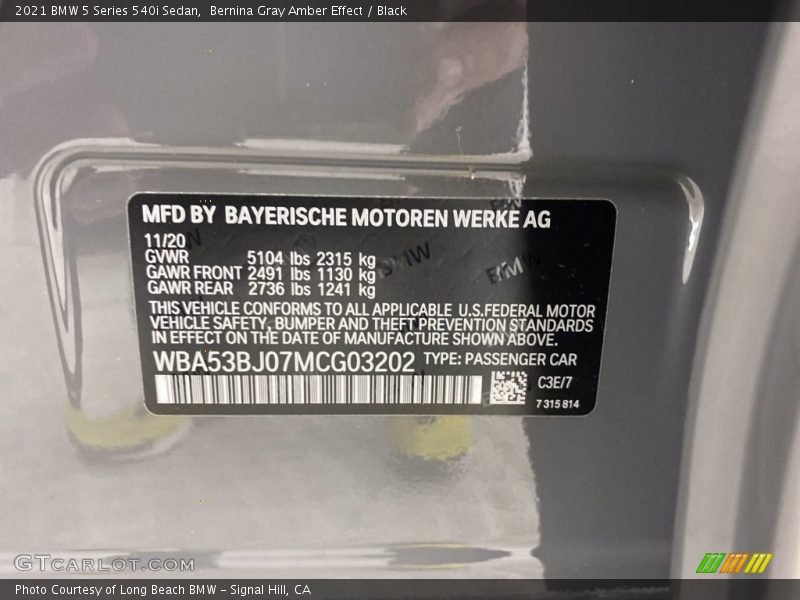 2021 BMW 5 Series 540i Sedan,  Bernina Gray Amber Effect / Black
MFD BY BAYERISCHE MOTOREN WERKE AG
11/20
GVWR 5104 lbs 2315 kg
GAWR FRONT 2491 lbs 1130 kg
GAWR REAR 2736 lbs 1241 kg
THIS VEHICLE CONFORMS TO ALL APPLICABLE U.S.FEDERAL MOTOR
VEHICLE SAFETY, BUMPER AND THEFT PREVENTION STANDARDS
IN EFFECT ON THE DATE OF MANUFACTURE SHOWN ABOVE.
WBA53BJ07MCG03202 TYPE: PASSENGER CAR
C3E/7
7 315 814
GTCARLOT.COM
Photo Courtesy of Long Beach BMW - Signal Hill, CA